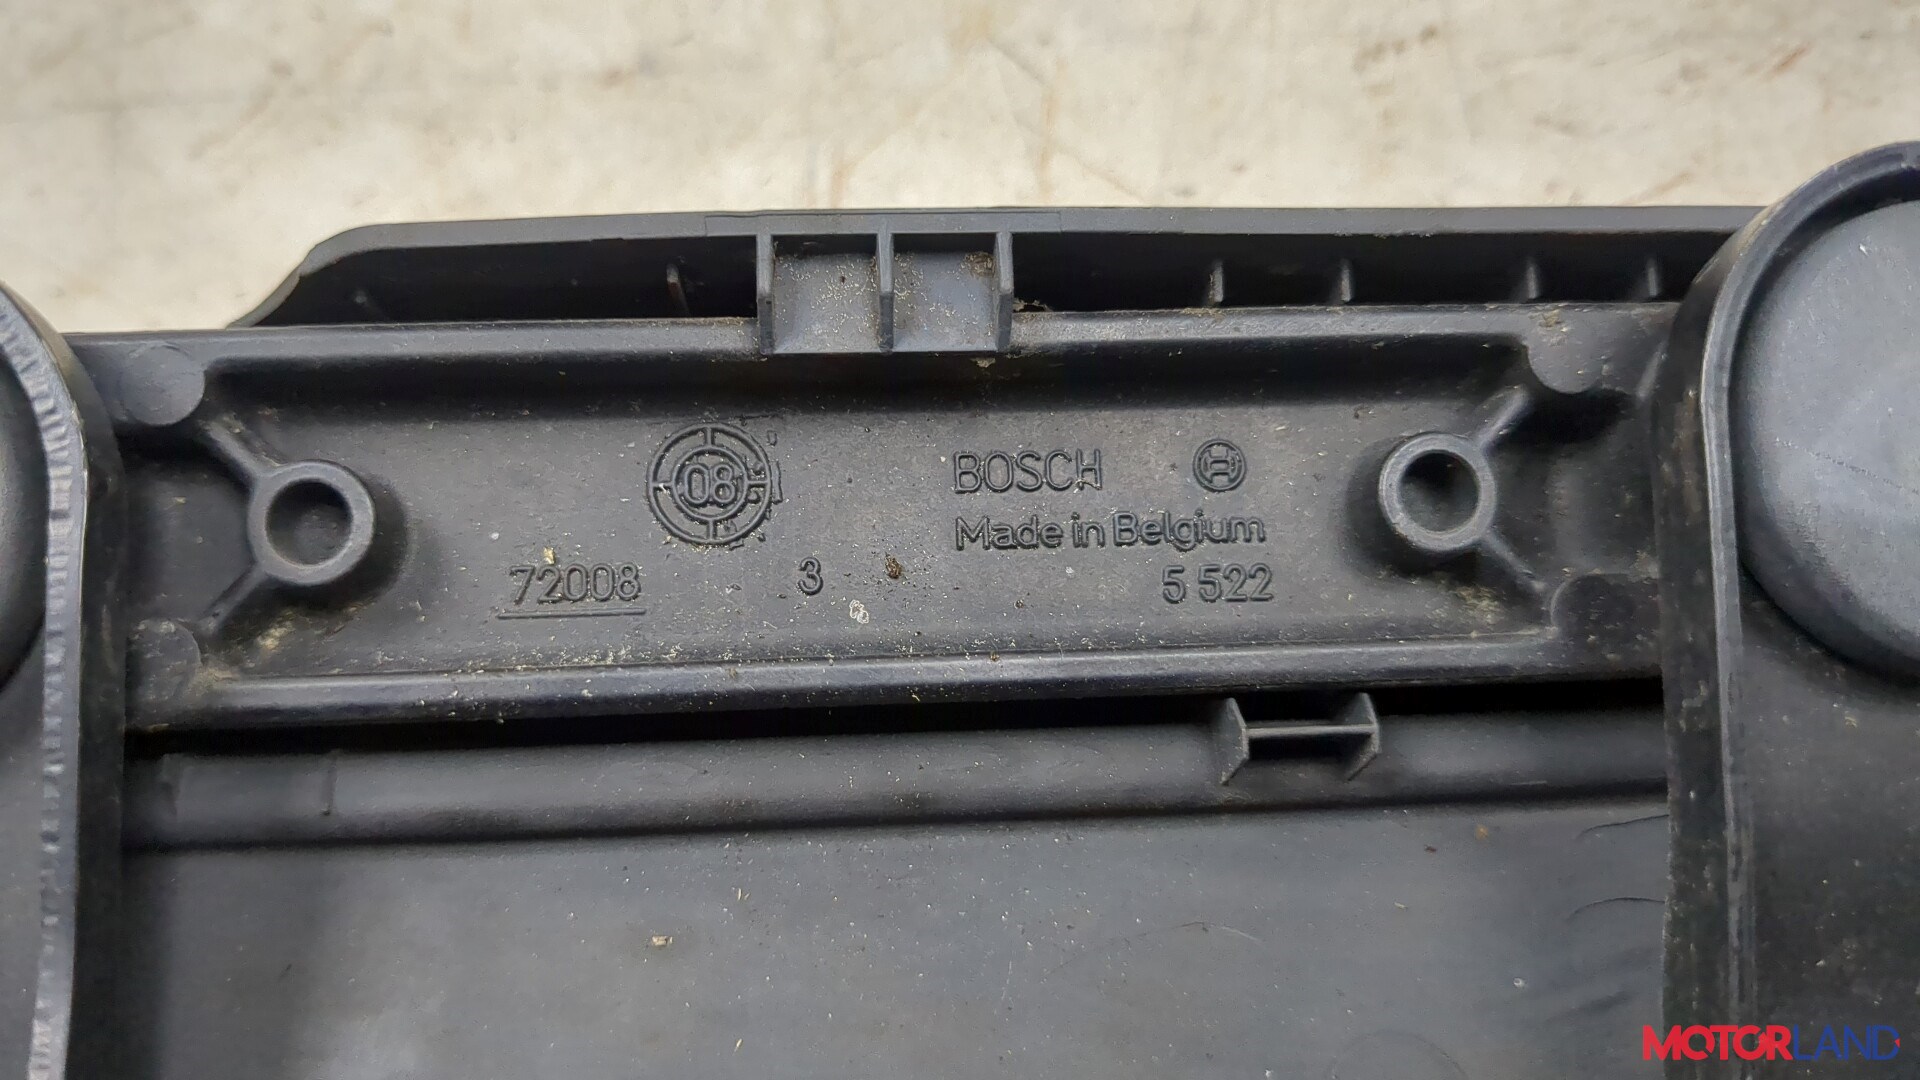 08
BOSCH
Made in Belgium
72008
3
5 522
MOTORLAND